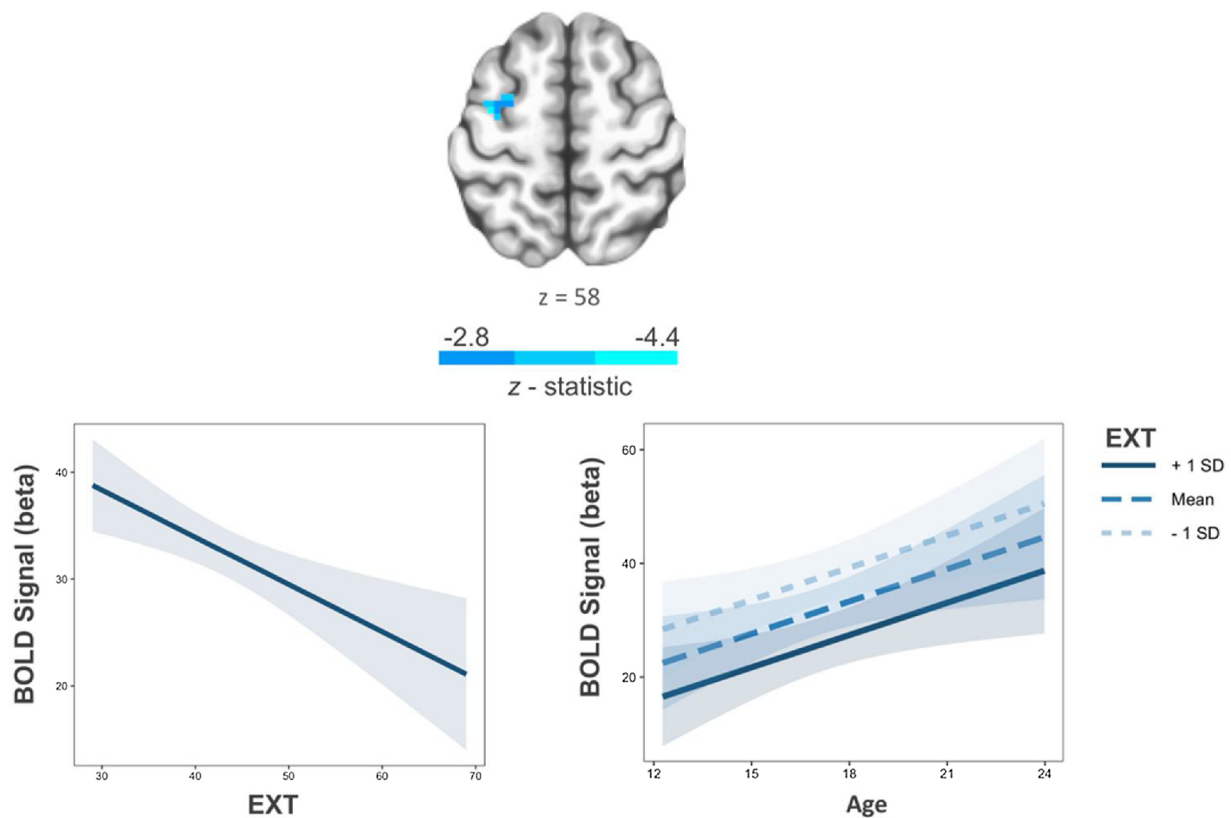 z = 58
-2.8 -4.4
z - statistic
BOLD Signal (beta)
40
30
20
30 40 50 60 70
EXT
BOLD Signal (beta)
60
40
20
12 15 18 21 24
Age
EXT
+ 1 SD
Mean
- 1 SD